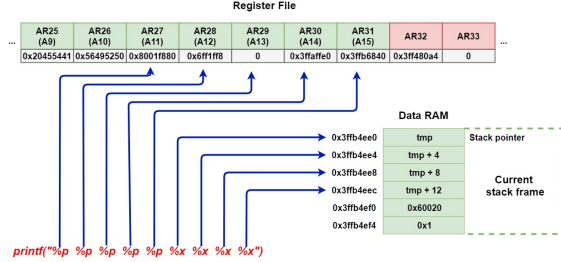 Register File
AR25 AR26 AR27 AR28 AR29 AR30 AR31 AR32 AR33
(A9) (A10) (A11) (A12) (A13) (A14) (A15)
... 0x20455441 0x56495250 0x8001f880 0x6ff1ff8 0 0x3ffaffe0 0x3ffb6840 0x3ff480a4 0 ...
Data RAM
0x3ffb4ee0 tmp Stack pointer
0x3ffb4ee4 tmp + 4
0x3ffb4ee8 tmp + 8 Current
0x3ffb4eec tmp + 12 stack frame
0x3ffb4ef0 0x60020
0x3ffb4ef4 0x1
printf("%p %p %p %p %p %x %x %x %x")